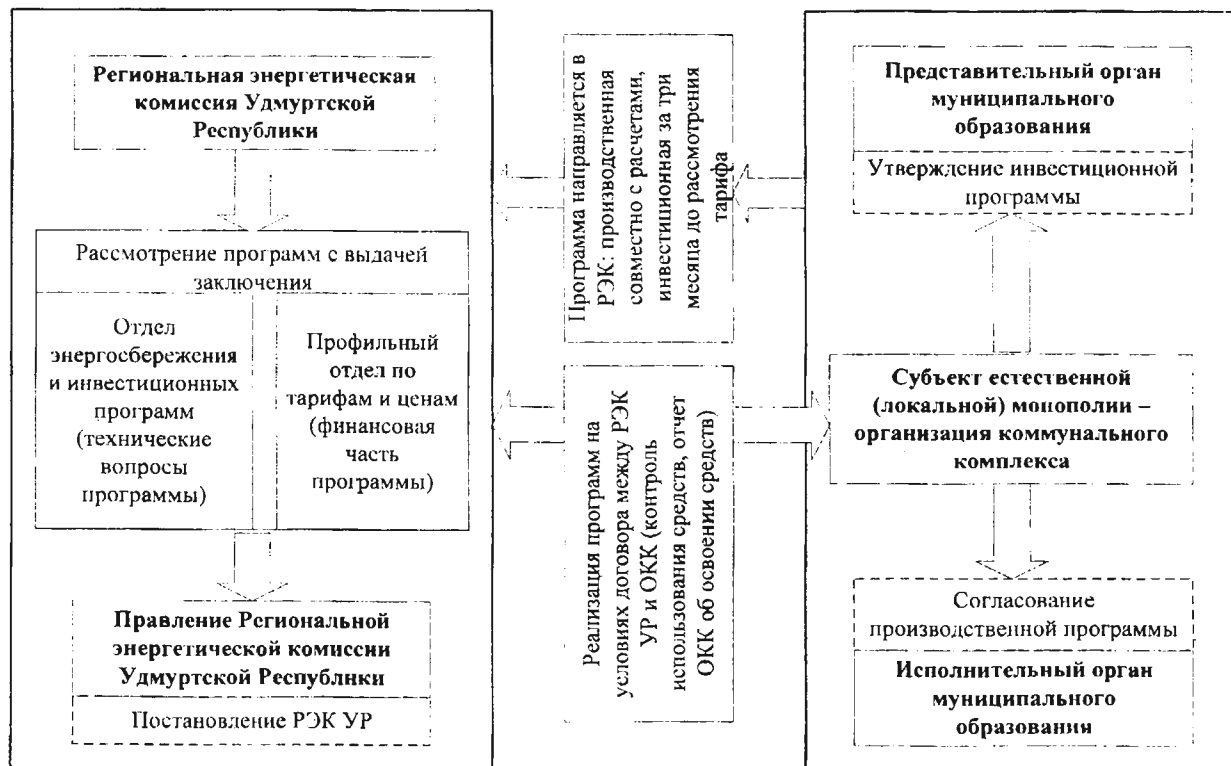 Региональная энергетическая
комиссия Удмуртской
Республики
Рассмотрение программ с выдачей
заключения
Отдел
энергосбережения
и инвестиционных
программ
(технические
вопросы
программы)
Профильный
отдел по
тарифам и ценам
(финансовая
часть
программы)
Правление Региональной
энергетической комиссии
Удмуртской Республики
Постановление РЭК УР
Программа направляется в
РЭК: производственная
совместно с расчетами,
инвестиционная за три
месяца до рассмотрения
тарифа
Реализация программ на
условиях договора между РЭК
УР и ОКК (контроль
использования средств, отчет
ОКК об освоении средств)
Представительный орган
муниципального
образования
Утверждение инвестиционной
программы
Субъект естественной
(локальной) монополии –
организация коммунального
комплекса
Согласование
производственной программы
Исполнительный орган
муниципального
образования